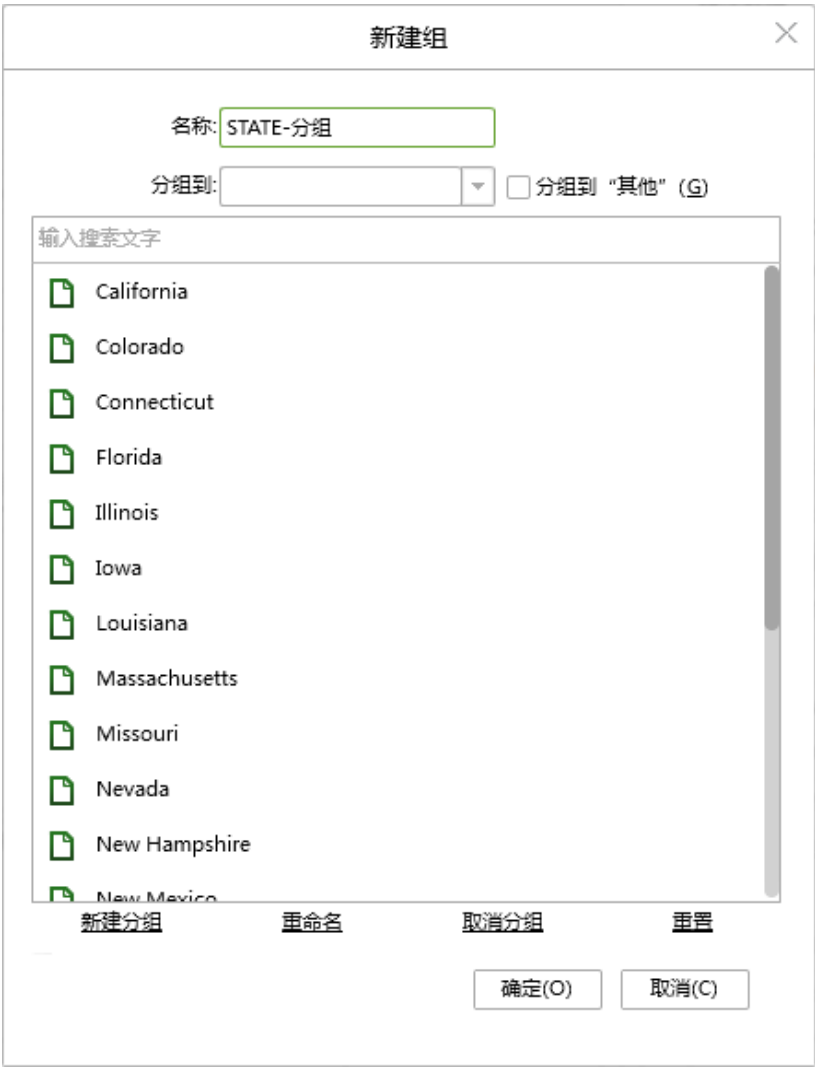 新建组
名称: STATE-分组
分组到: 分组到“其他”(G)
输入搜索文字
California
Colorado
Connecticut
Florida
Illinois
Iowa
Louisiana
Massachusetts
Missouri
Nevada
New Hampshire
New Mexico
新建分组 重命名 取消分组 重置
确定(O) 取消(C)